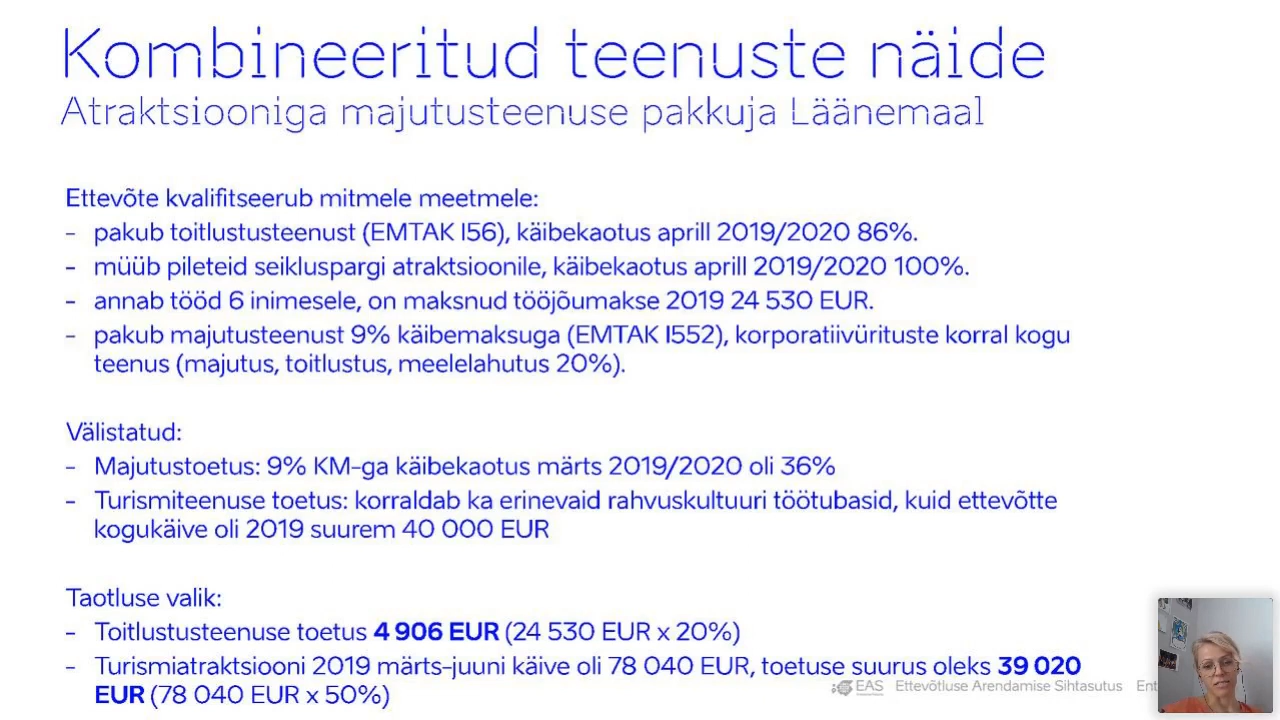 Kombineeritud teenuste näide
Atraktsiooniga majutusteenuse pakkuja Läänemaal
Ettevõte kvalifitseerub mitmele meetmele:
- pakub toitlustusteenust (EMTAK I56), käibekaotus aprill 2019/2020 86%.
- müüb pileteid seikluspargi atraktsioonile, käibekaotus aprill 2019/2020 100%.
- annab tööd 6 inimesele, on maksnud tööjõumakse 2019 24 530 EUR.
- pakub majutusteenust 9% käibemaksuga (EMTAK I552), korporatiivürituste korral kogu
teenus (majutus, toitlustus, meelelahutus 20%).
Välistatud:
- Majutustoetus: 9% KM-ga käibekaotus märts 2019/2020 oli 36%
- Turismiteenuse toetus: korraldab ka erinevaid rahvuskultuuri töötubasid, kuid ettevõtte
kogukäive oli 2019 suurem 40 000 EUR
Taotluse valik:
- Toitlustusteenuse toetus 4 906 EUR (24 530 EUR x 20%)
- Turismiatraktsiooni 2019 märts-juuni käive oli 78 040 EUR, toetuse suurus oleks 39 020
EUR (78 040 EUR x 50%)
EAS Ettevõtluse Arendamise Sihtasutus Ent